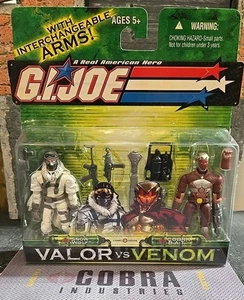 WITH
INTERCHANGEABLE
ARMS!
AGES 5+
WARNING:
CHOKING HAZARD-Small parts
Not for children under 3 years.
A Real American Hero
G.I.JOE
VALOR VS VENOM
COBRA
INDUSTRIES